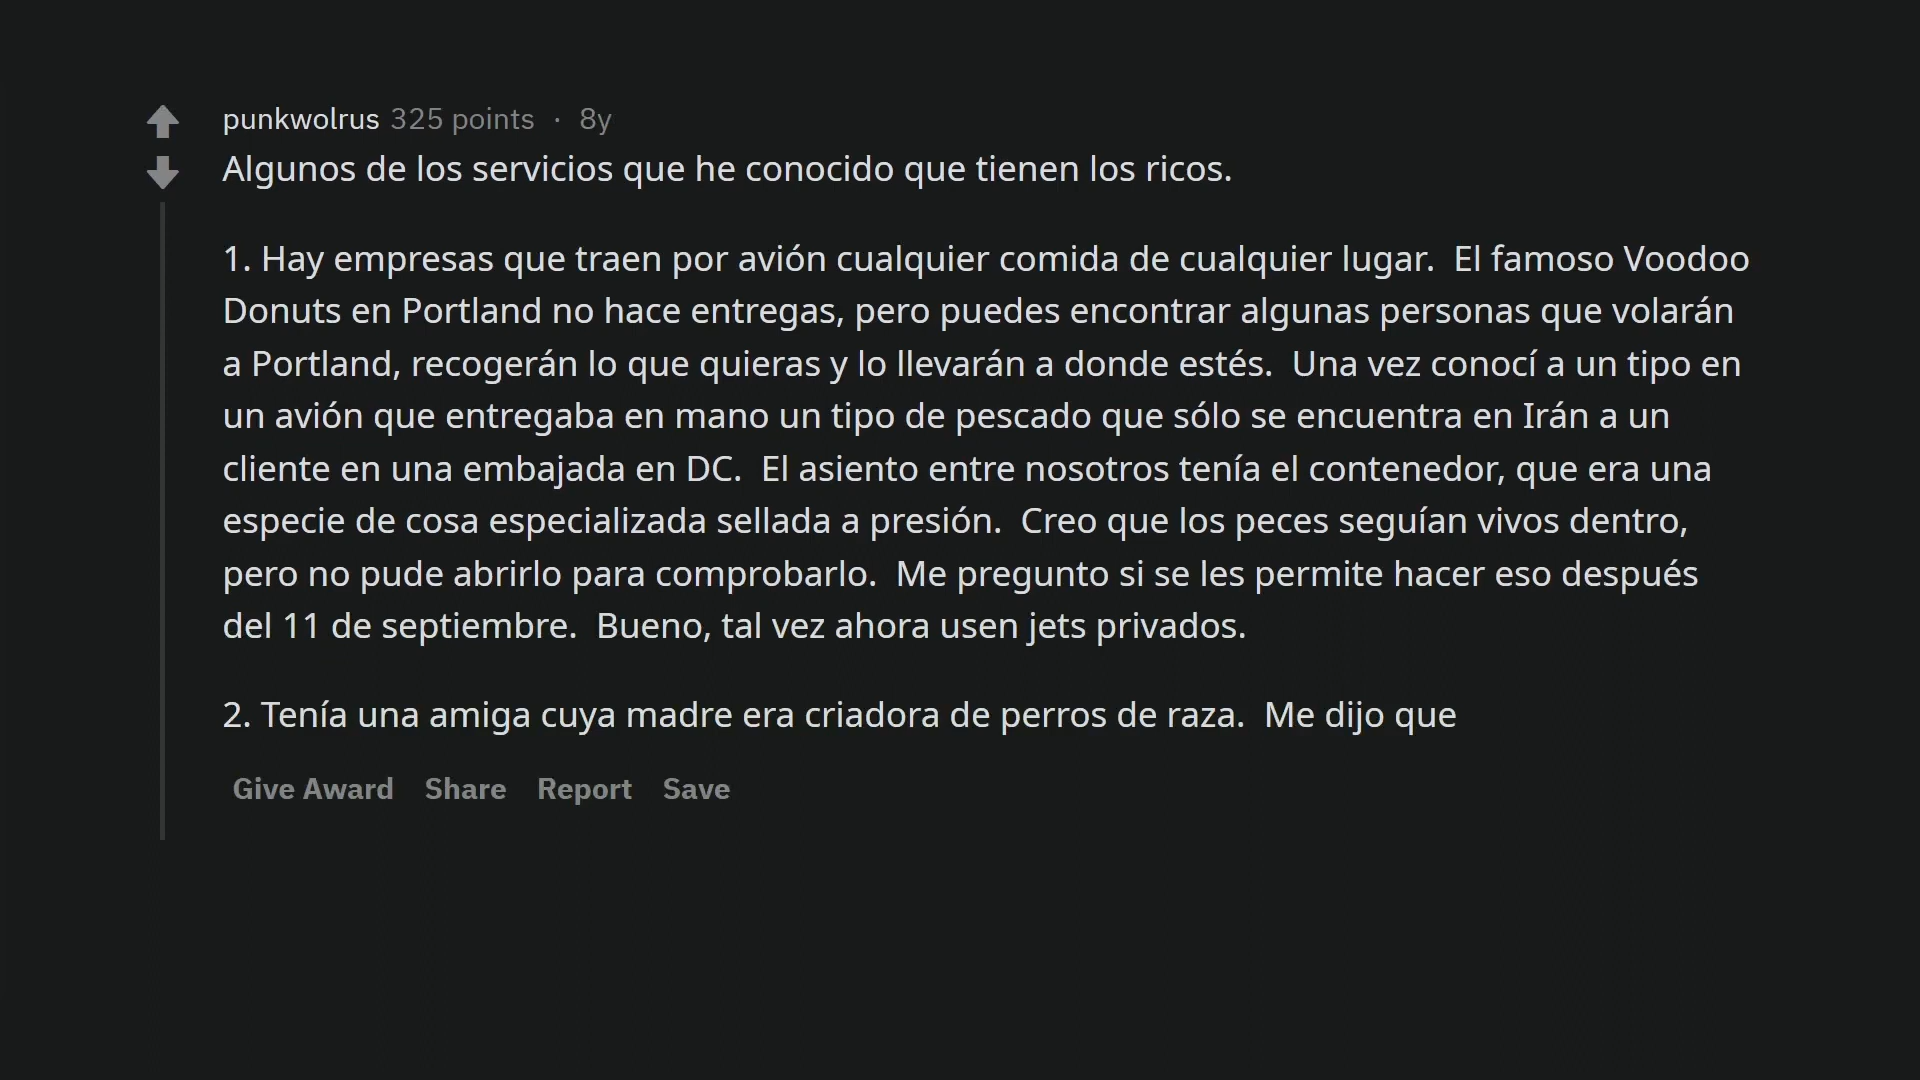 punkwolrus 325 points · 8y
Algunos de los servicios que he conocido que tienen los ricos.
1. Hay empresas que traen por avión cualquier comida de cualquier lugar.  El famoso Voodoo
Donuts en Portland no hace entregas, pero puedes encontrar algunas personas que volarán
a Portland, recogerán lo que quieras y lo llevarán a donde estés.  Una vez conocí a un tipo en
un avión que entregaba en mano un tipo de pescado que sólo se encuentra en Irán a un
cliente en una embajada en DC.  El asiento entre nosotros tenía el contenedor, que era una
especie de cosa especializada sellada a presión.  Creo que los peces seguían vivos dentro,
pero no pude abrirlo para comprobarlo.  Me pregunto si se les permite hacer eso después
del 11 de septiembre.  Bueno, tal vez ahora usen jets privados.
2. Tenía una amiga cuya madre era criadora de perros de raza.  Me dijo que
Give Award Share Report Save